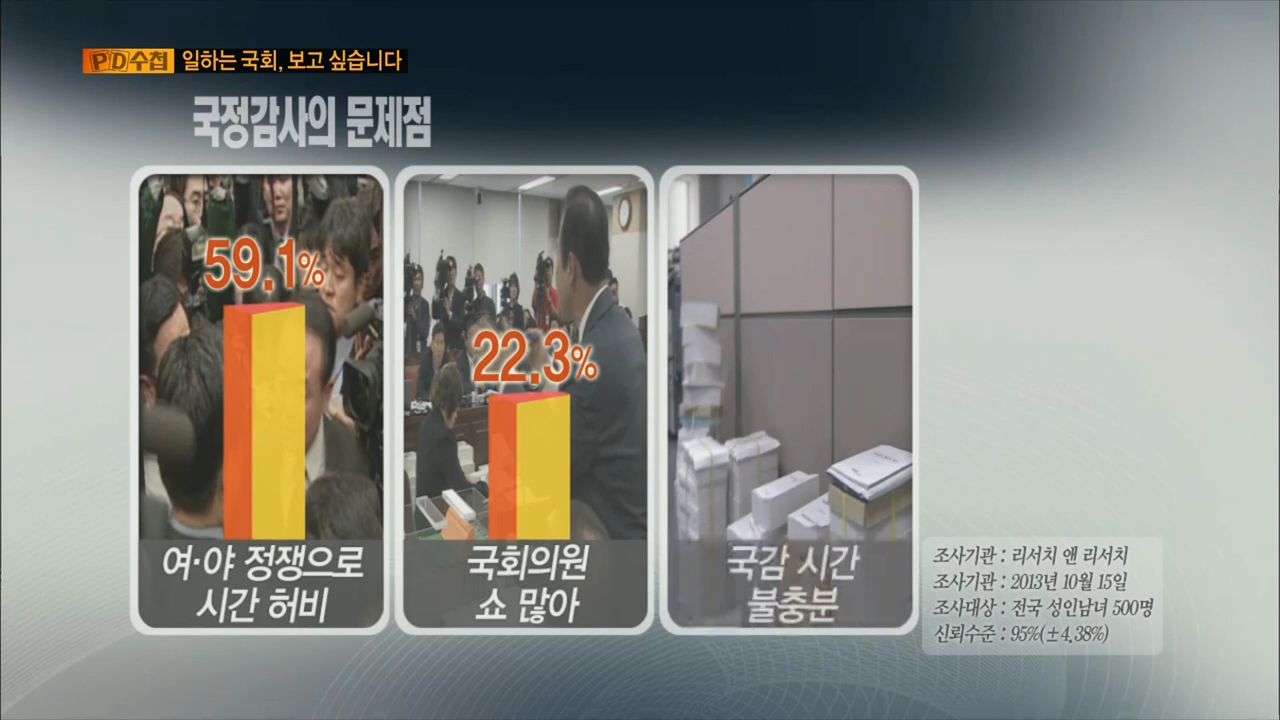 PD수첩 일하는 국회, 보고 싶습니다
국정감사의 문제점
59.1%
여·야 정쟁으로
시간 허비
22.3%
국회의원
쇼 많아
국감 시간
불충분
조사기관 : 리서치 앤 리서치
조사기관 : 2013년 10월 15일
조사대상 : 전국 성인남녀 500명
신뢰수준 : 95%(±4.38%)